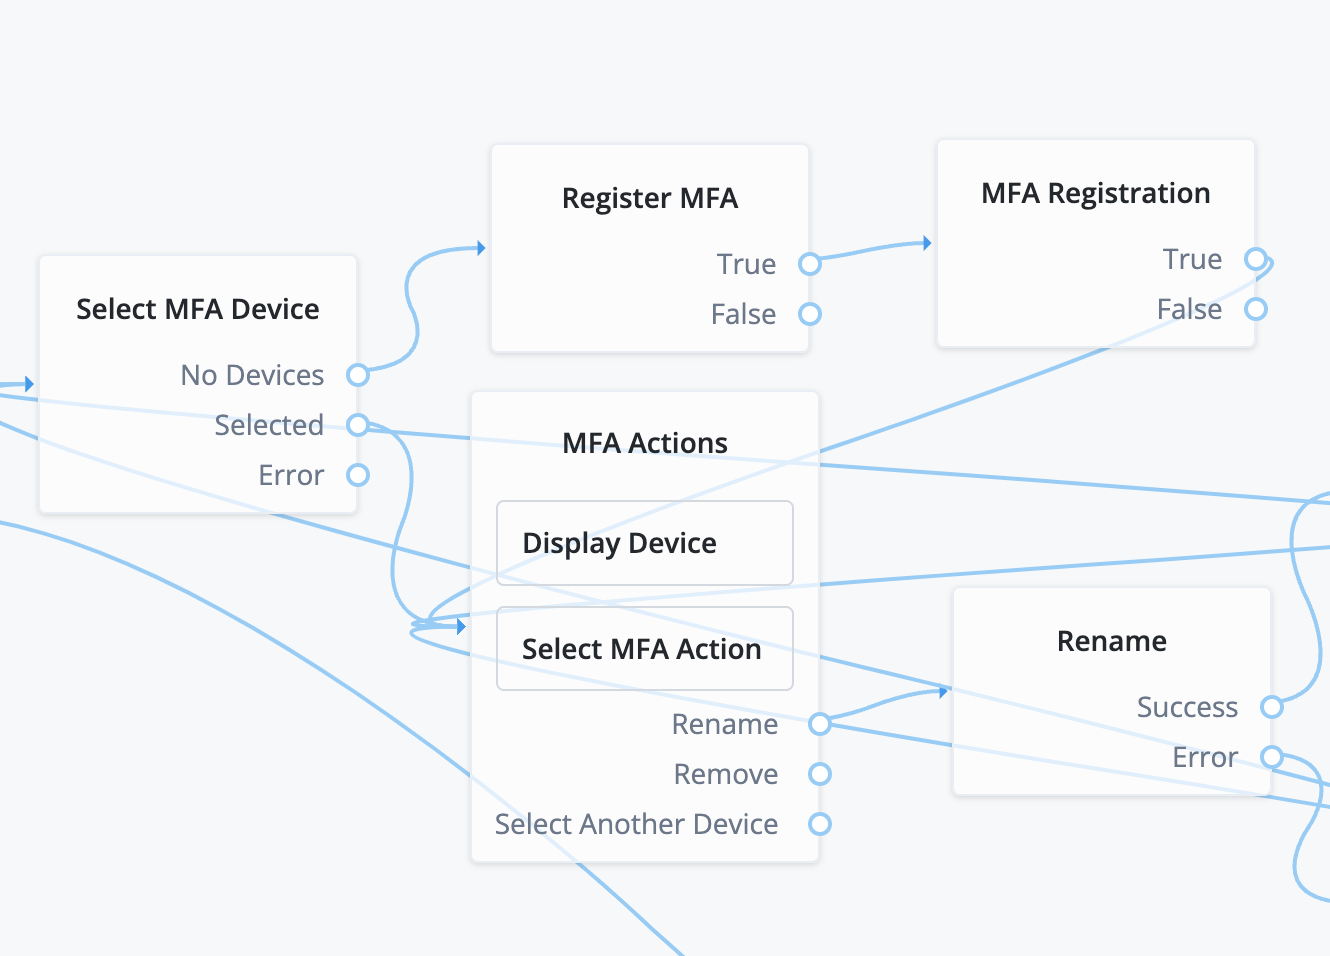 Register MFA
True
False
MFA Registration
True
False
Select MFA Device
No Devices
Selected
Error
MFA Actions
Display Device
Select MFA Action
Rename
Remove
Select Another Device
Rename
Success
Error